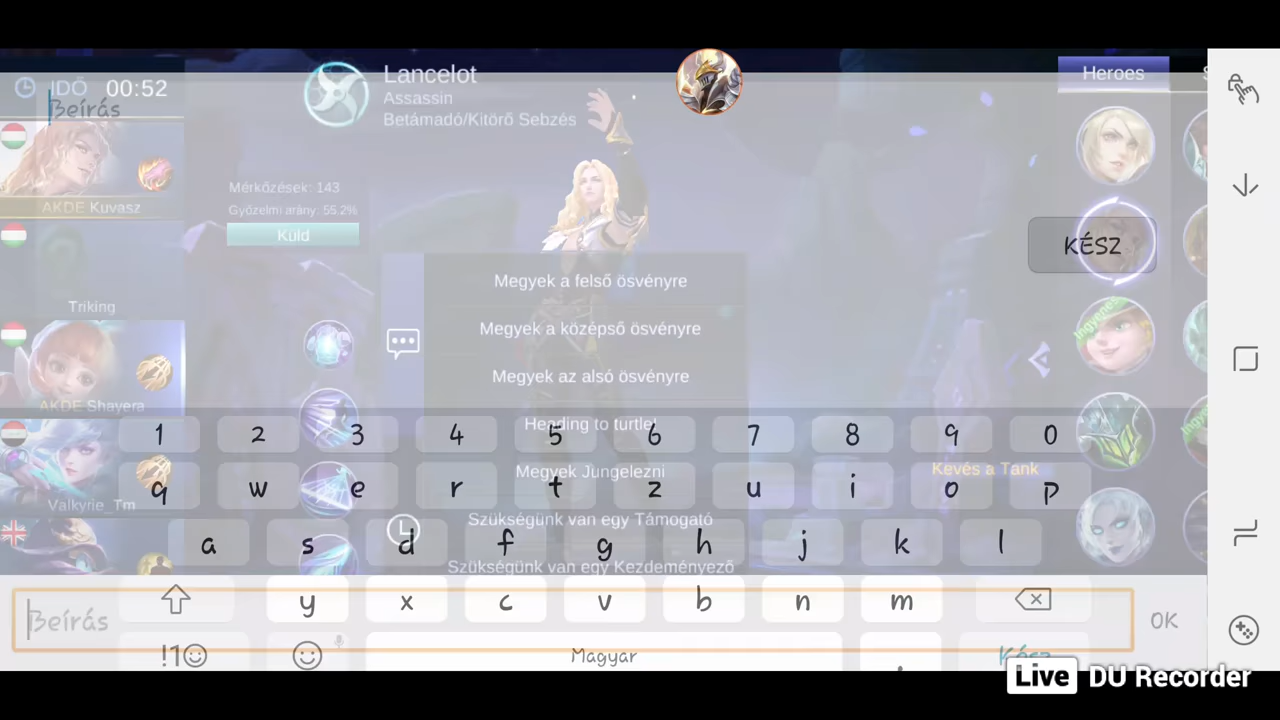 IDŐ 00:52
Beírás
AKDE Kuvasz
Triking
AKDE Shayera
Valkyrie_Tm
Lancelot
Assassin
Betámadó/Kitörő Sebzés
Mérkőzések: 143
Győzelmi arány: 55.2%
Küld
Megyek a felső ösvényre
Megyek a középső ösvényre
Megyek az alsó ösvényre
Heading to turtle!
Megyek Jungelezni
Szükségünk van egy Támogató
Szükségünk van egy Kezdeményező
Heroes
KÉSZ
Ingyenes
Kevés a Tank
1 2 3 4 5 6 7 8 9 0
q w e r t z u i o p
a s d f g h j k l
y x c v b n m
Beírás
OK
!1☺
Magyar
.
Kész
Live DU Recorder